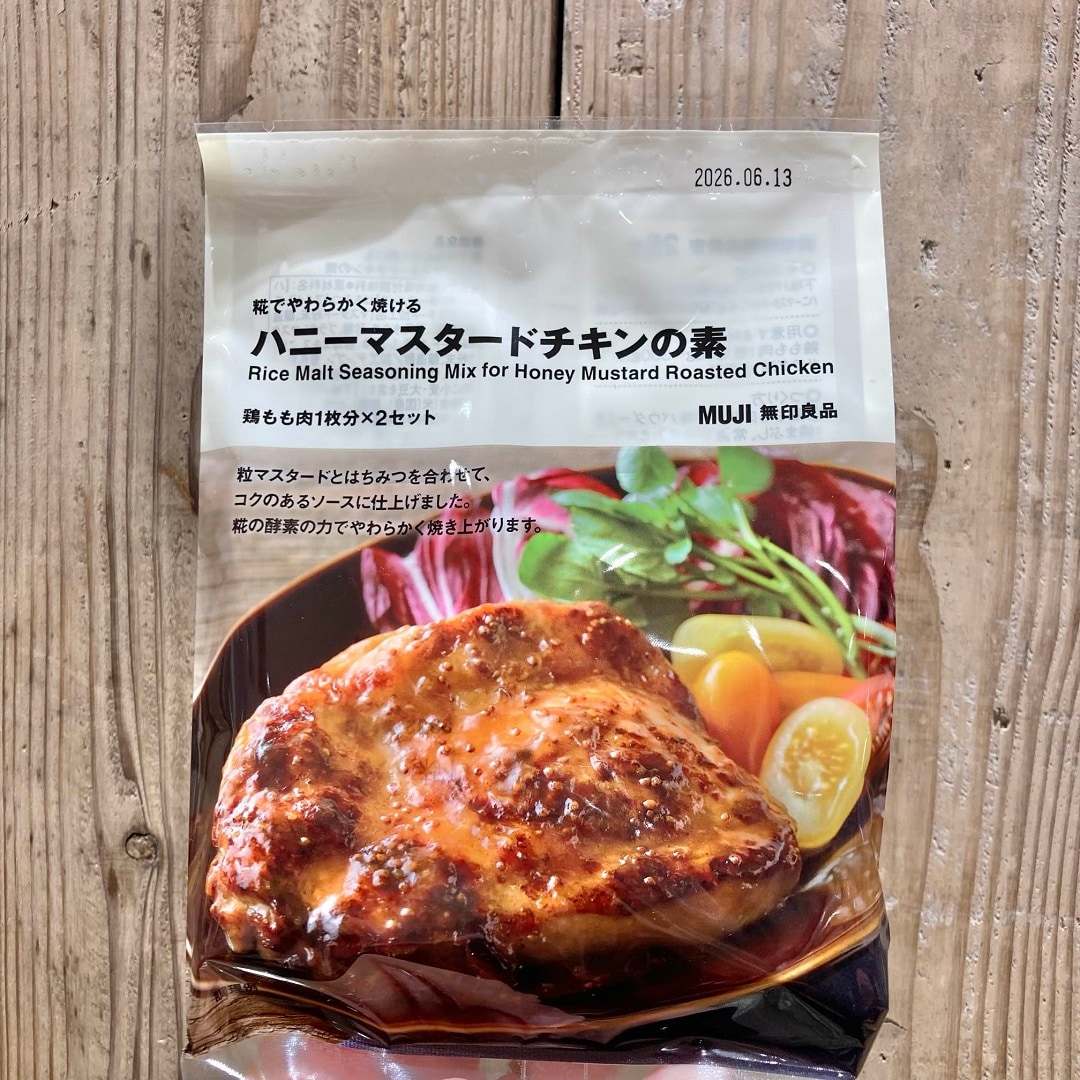 2026.06.13
糀でやわらかく焼ける
ハニーマスタードチキンの素
Rice Malt Seasoning Mix for Honey Mustard Roasted Chicken
鶏もも肉1枚分×2セット
MUJI 無印良品
粒マスタードとはちみつを合わせて、
コクのあるソースに仕上げました。
糀の酵素の力でやわらかく焼き上がります。
調理例